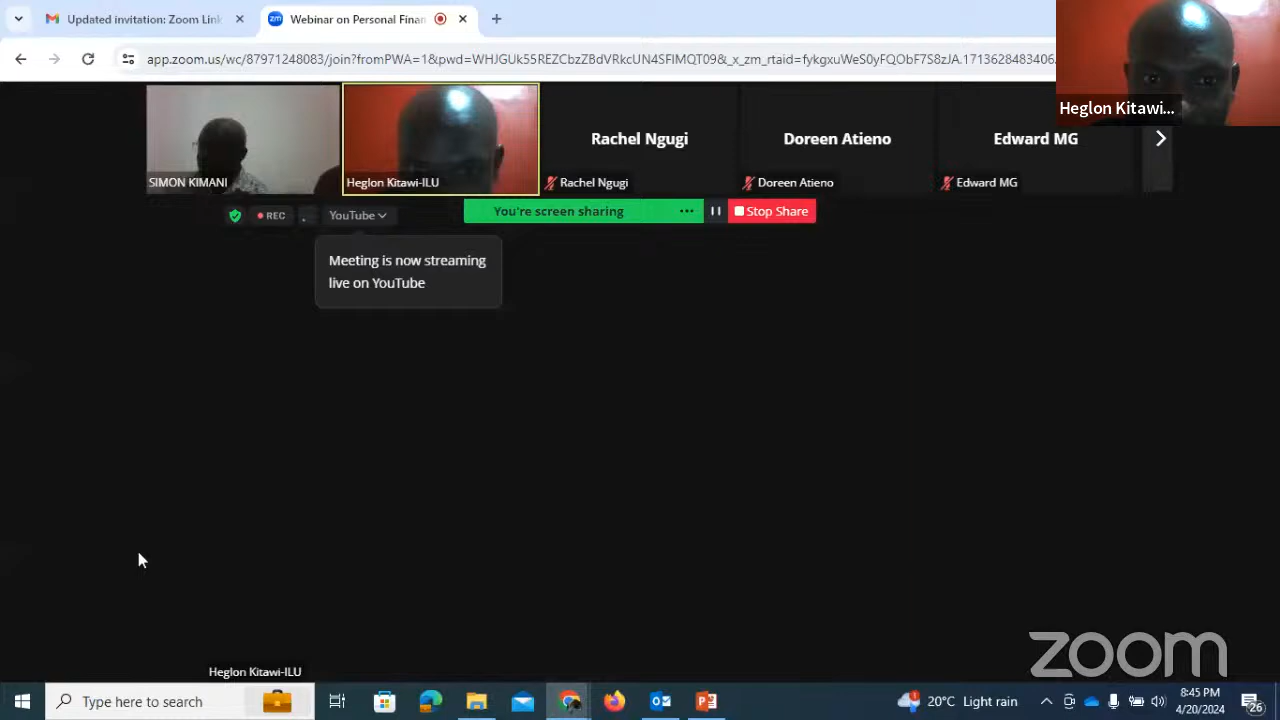 Updated invitation: Zoom Link
Webinar on Personal Finan
app.zoom.us/wc/87971248083/join?fromPWA=1&pwd=WHJGUk55REZCbzZBdVRkcUN4SFlMQT09&_x_zm_rtaid=fykgxuWeS0yFQObF7S8zJA.1713628483406.
Heglon Kitawi...
Rachel Ngugi
Doreen Atieno
Edward MG
SIMON KIMANI
Heglon Kitawi-ILU
Rachel Ngugi
Doreen Atieno
Edward MG
REC
YouTube
You're screen sharing
Stop Share
Meeting is now streaming
live on YouTube
zoom
Heglon Kitawi-ILU
Type here to search
20°C Light rain
8:45 PM
4/20/2024
26